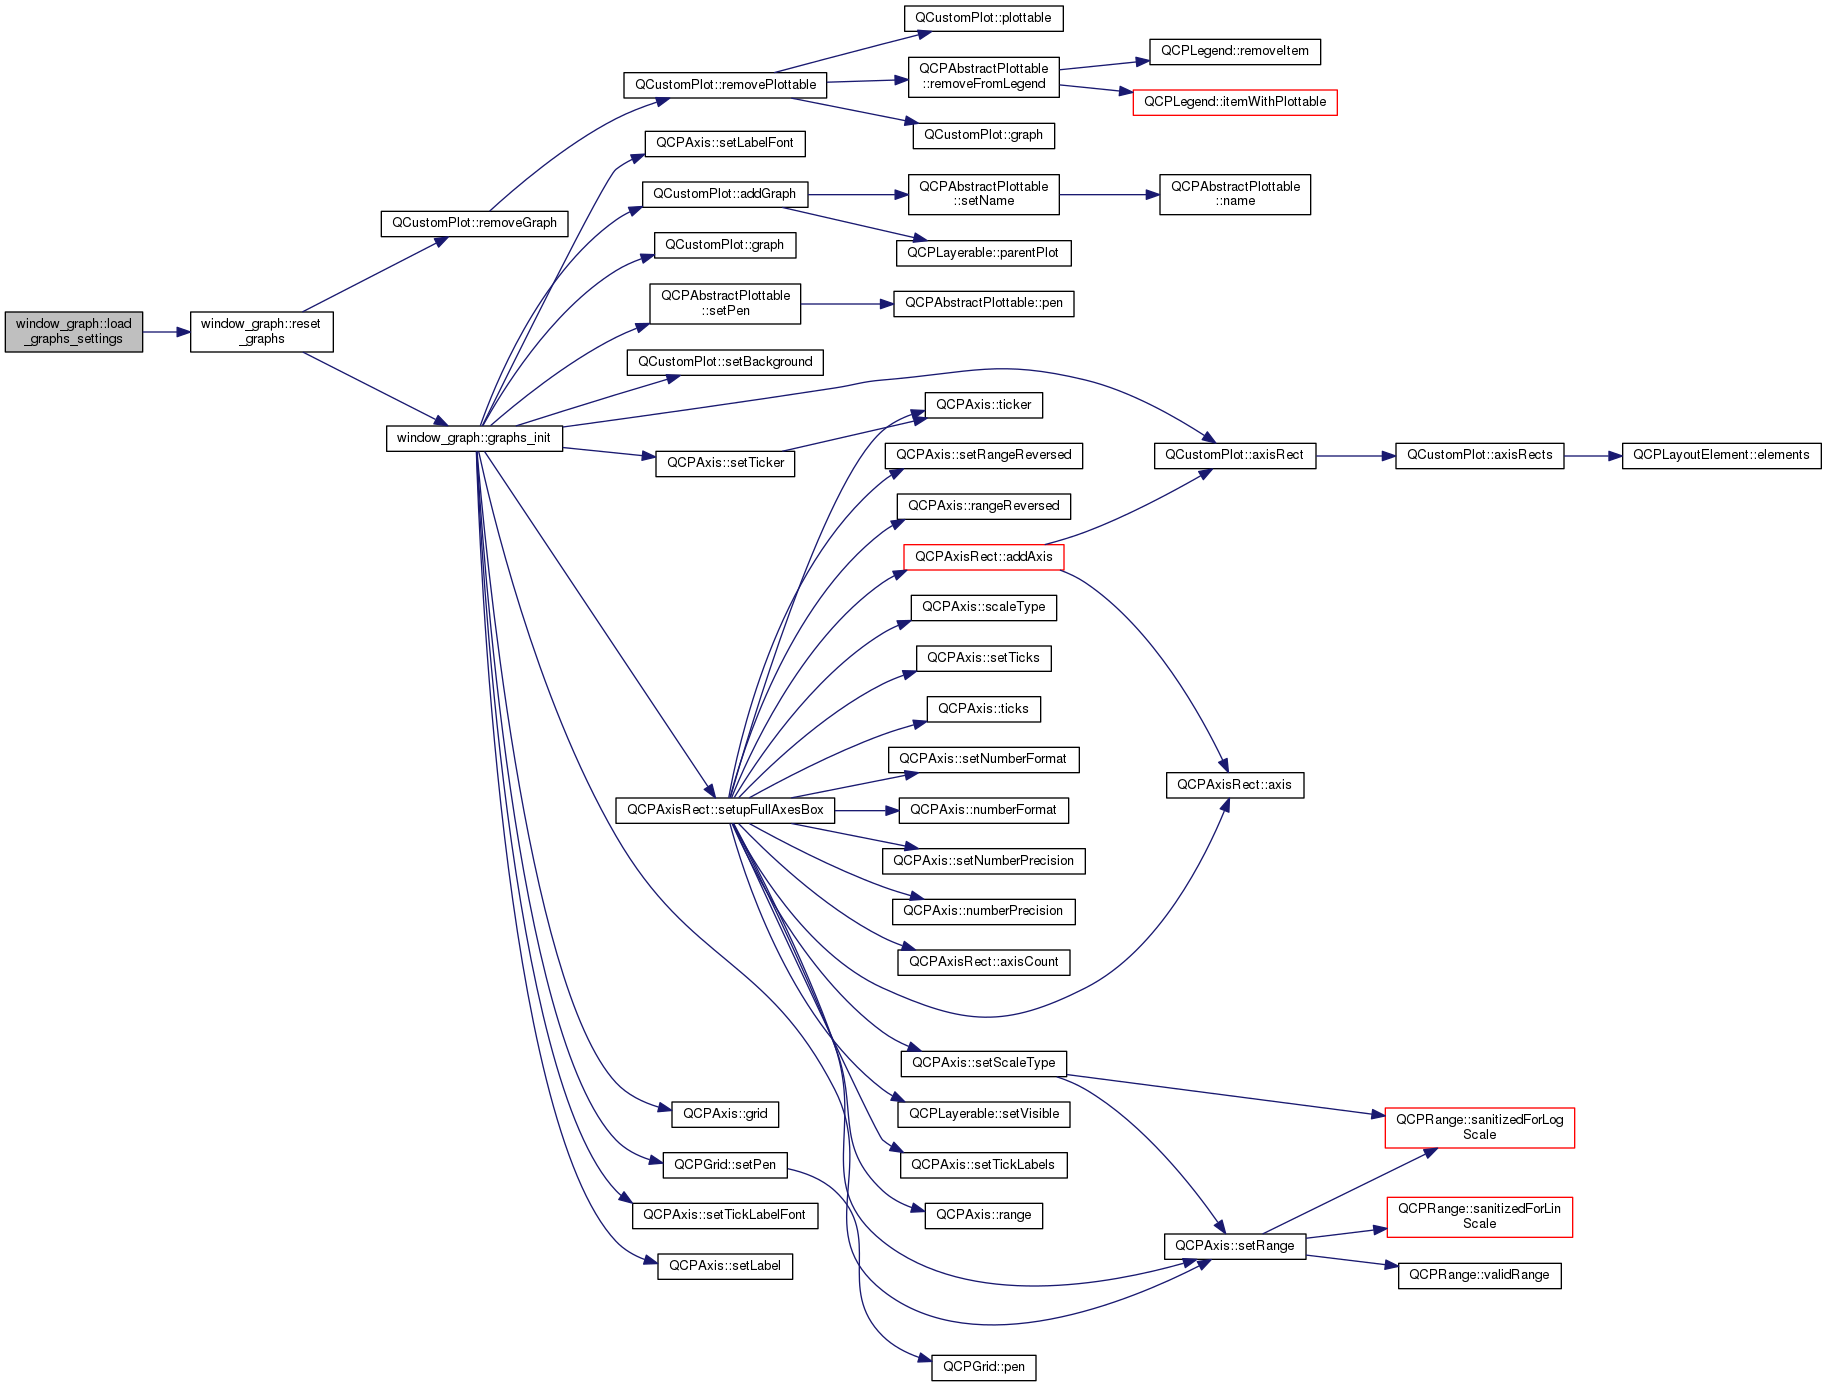 QCustomPlot::plottable
QCPLegend::removeItem
QCPAbstractPlottable
::removeFromLegend
QCustomPlot::removePlottable
QCPLegend::itemWithPlottable
QCustomPlot::graph
QCPAxis::setLabelFont
QCustomPlot::addGraph
QCPAbstractPlottable
::setName
QCPAbstractPlottable
::name
QCustomPlot::removeGraph
QCustomPlot::graph
QCPLayerable::parentPlot
QCPAbstractPlottable
::setPen
QCPAbstractPlottable::pen
window_graph::load
_graphs_settings
window_graph::reset
_graphs
QCustomPlot::setBackground
QCPAxis::ticker
window_graph::graphs_init
QCPAxis::setTicker
QCPAxis::setRangeReversed
QCustomPlot::axisRect
QCustomPlot::axisRects
QCPLayoutElement::elements
QCPAxis::rangeReversed
QCPAxisRect::addAxis
QCPAxis::scaleType
QCPAxis::setTicks
QCPAxis::ticks
QCPAxis::setNumberFormat
QCPAxisRect::axis
QCPAxisRect::setupFullAxesBox
QCPAxis::numberFormat
QCPAxis::setNumberPrecision
QCPAxis::numberPrecision
QCPAxisRect::axisCount
QCPAxis::setScaleType
QCPAxis::grid
QCPLayerable::setVisible
QCPRange::sanitizedForLog
Scale
QCPGrid::setPen
QCPAxis::setTickLabels
QCPAxis::setTickLabelFont
QCPAxis::range
QCPRange::sanitizedForLin
Scale
QCPAxis::setRange
QCPAxis::setLabel
QCPRange::validRange
QCPGrid::pen